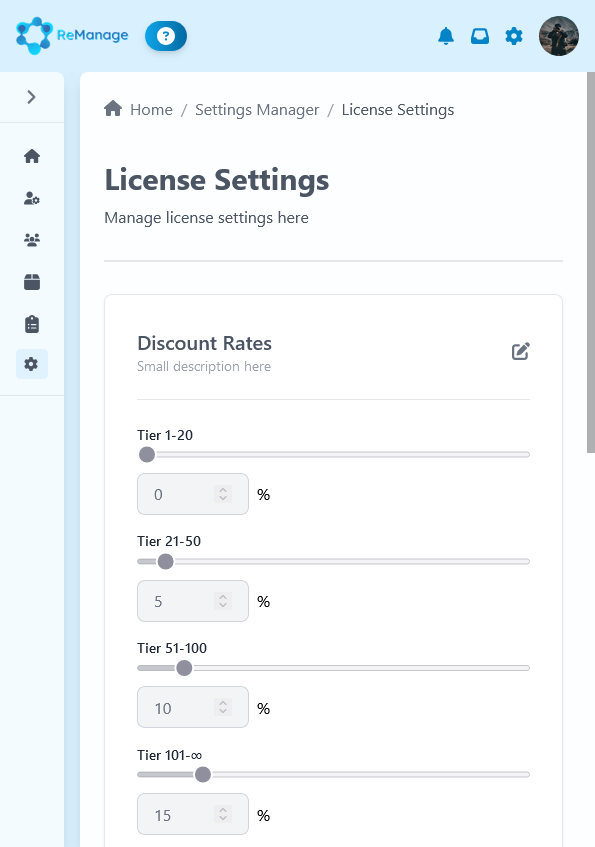 ReManage
?
Home / Settings Manager / License Settings
License Settings
Manage license settings here
Discount Rates
Small description here
Tier 1-20
0 %
Tier 21-50
5 %
Tier 51-100
10 %
Tier 101-∞
15 %